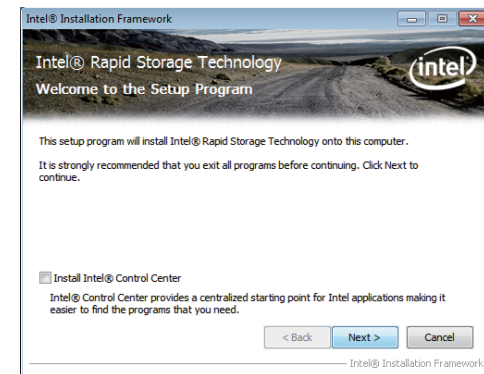 Intel® Installation Framework
Intel® Rapid Storage Technology
Welcome to the Setup Program
intel
This setup program will install Intel® Rapid Storage Technology onto this computer.
It is strongly recommended that you exit all programs before continuing. Click Next to
continue.
Install Intel® Control Center
Intel® Control Center provides a centralized starting point for Intel applications making it
easier to find the programs that you need.
< Back Next > Cancel
Intel® Installation Framework